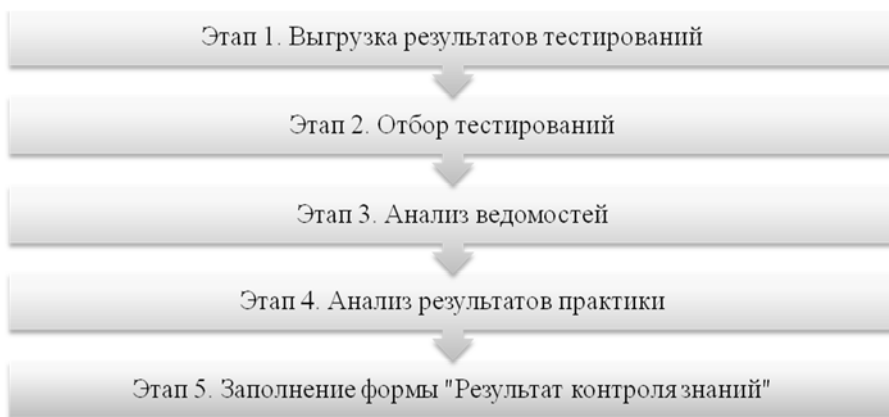 Этап 1. Выгрузка результатов тестирований
Этап 2. Отбор тестирований
Этап 3. Анализ ведомостей
Этап 4. Анализ результатов практики
Этап 5. Заполнение формы "Результат контроля знаний"